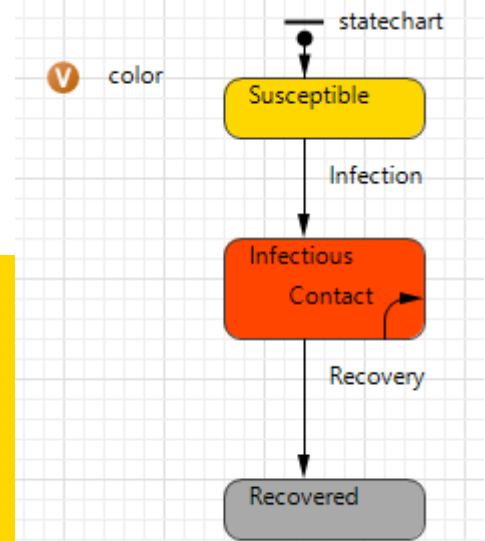 statechart
V color
Susceptible
Infection
Infectious
Contact
Recovery
Recovered